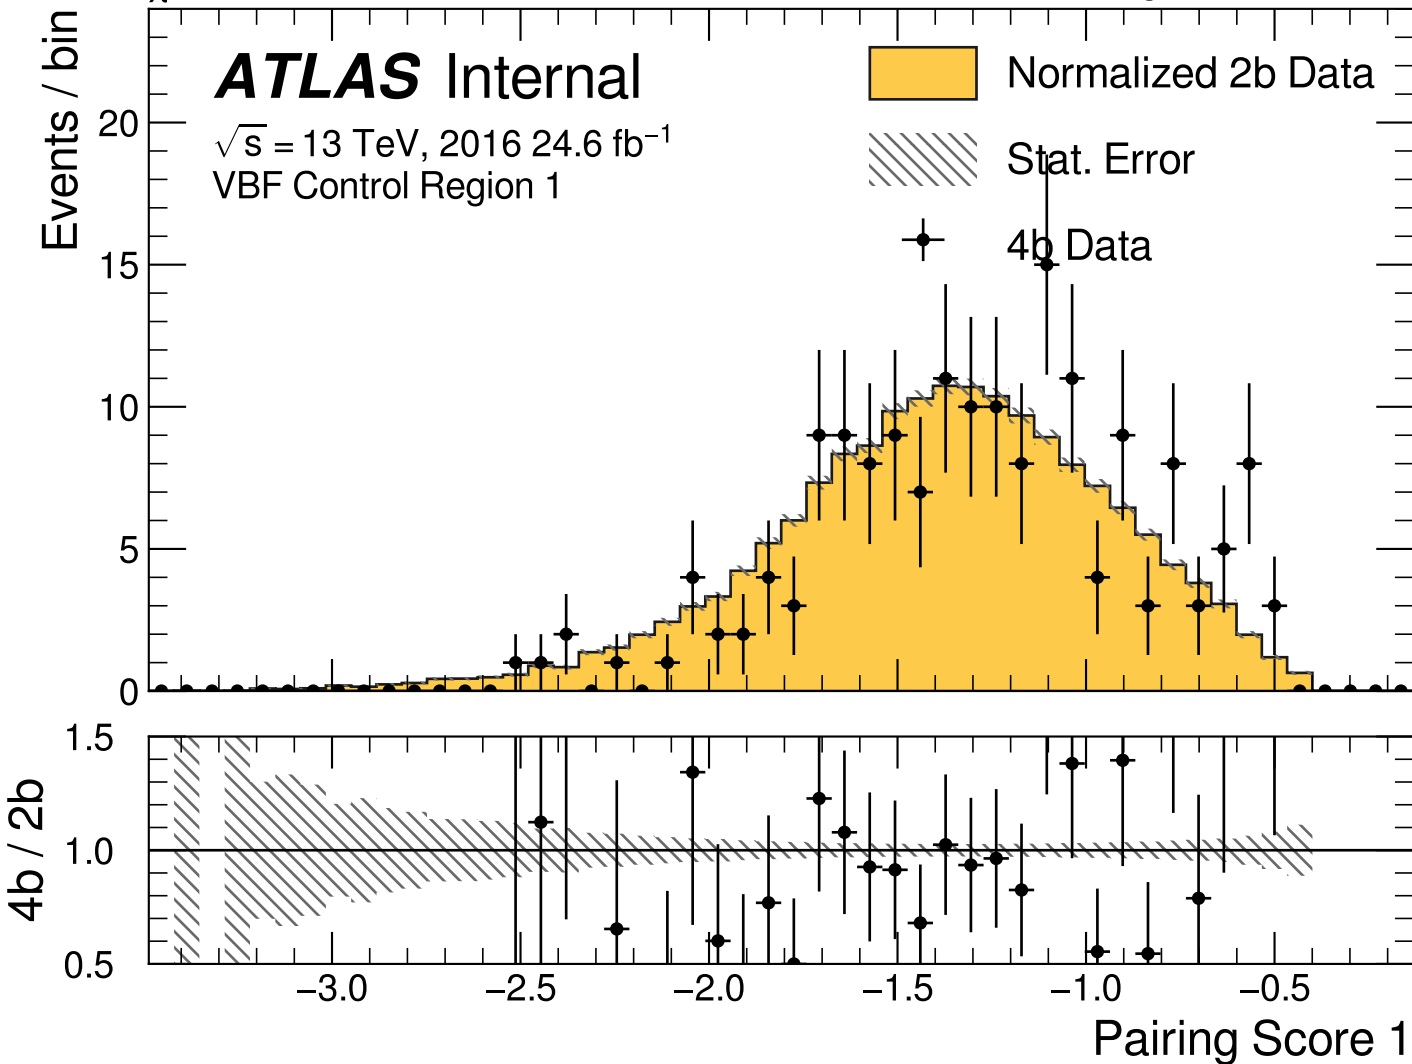 ATLAS Internal
√s = 13 TeV, 2016 24.6 fb⁻¹
VBF Control Region 1
Normalized 2b Data
Stat. Error
4b Data
Events / bin
20
15
10
5
0
4b / 2b
1.5
1.0
0.5
−3.0 −2.5 −2.0 −1.5 −1.0 −0.5
Pairing Score 1